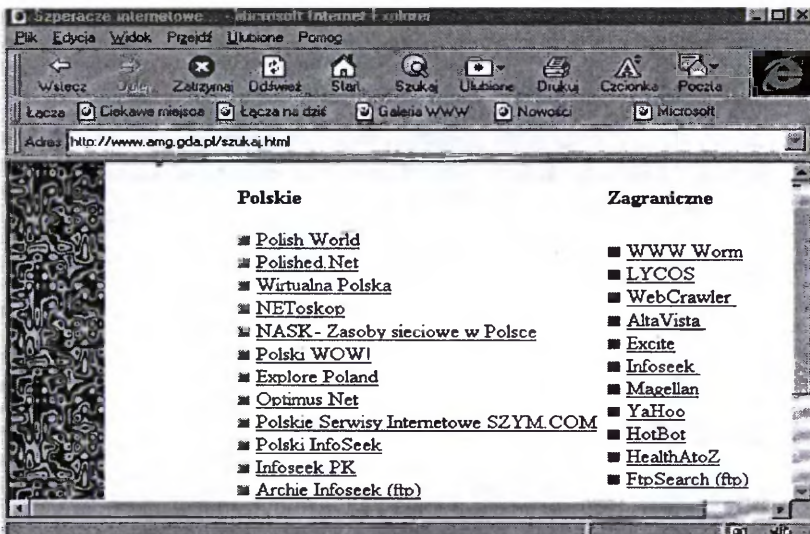 Szperacze internetowe - Microsoft Internet Explorer
Plik Edycja Widok Przejdź Ulubione Pomoc
Wstecz Zatrzymaj Odśwież Start Szukaj Ulubione Drukuj Czcionka Poczta
Łącza Ciekawe miejsca Łącza na dziś Galeria WWW Nowości Microsoft
Adres http://www.amg.gda.pl/szukaj.html
Polskie
Polish World
Polished.Net
Wirtualna Polska
NEToskop
NASK - Zasoby sieciowe w Polsce
Polski WOW!
Explore Poland
Optimus Net
Polskie Serwisy Internetowe SZYM.COM
Polski InfoSeek
Infoseek PK
Archie Infoseek (ftp)
Zagraniczne
WWW Worm
LYCOS
WebCrawler
AltaVista
Excite
Infoseek
Magellan
YaHoo
HotBot
HealthAtoZ
FtpSearch (ftp)